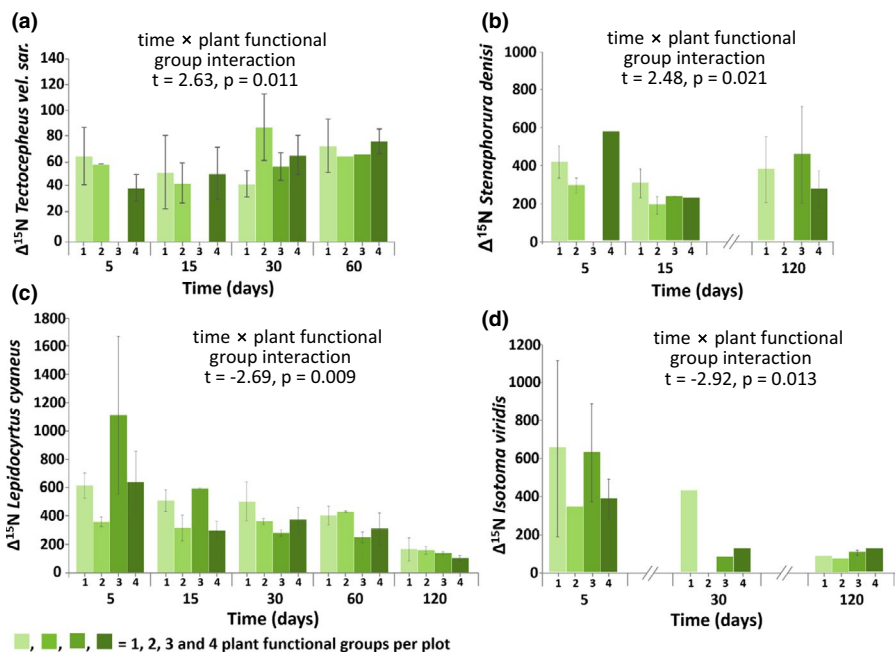 (a)
time × plant functional
group interaction
t = 2.63, p = 0.011
Δ¹⁵N Tectocepheus vel. sar.
140
120
100
80
60
40
20
0
1 2 3 4 1 2 3 4 1 2 3 4 1 2 3 4
5 15 30 60
Time (days)
(b)
time × plant functional
group interaction
t = 2.48, p = 0.021
Δ¹⁵N Stenaphorura denisi
1000
800
600
400
200
0
1 2 3 4 1 2 3 4 1 2 3 4
5 15 120
Time (days)
(c)
time × plant functional
group interaction
t = -2.69, p = 0.009
Δ¹⁵N Lepidocyrtus cyaneus
1800
1600
1400
1200
1000
800
600
400
200
0
1 2 3 4 1 2 3 4 1 2 3 4 1 2 3 4 1 2 3 4
5 15 30 60 120
Time (days)
(d)
time × plant functional
group interaction
t = -2.92, p = 0.013
Δ¹⁵N Isotoma viridis
1200
1000
800
600
400
200
0
1 2 3 4 1 2 3 4 1 2 3 4
5 30 120
Time (days)
, , , = 1, 2, 3 and 4 plant functional groups per plot